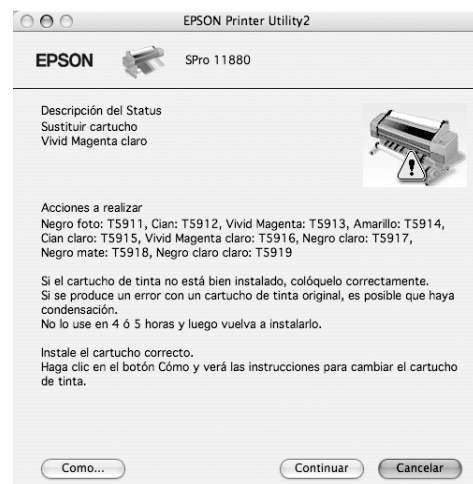 EPSON Printer Utility2
EPSON
SPro 11880
Descripción del Status
Sustituir cartucho
Vivid Magenta claro
Acciones a realizar
Negro foto: T5911, Cian: T5912, Vivid Magenta: T5913, Amarillo: T5914,
Cian claro: T5915, Vivid Magenta claro: T5916, Negro claro: T5917,
Negro mate: T5918, Negro claro claro: T5919
Si el cartucho de tinta no está bien instalado, colóquelo correctamente.
Si se produce un error con un cartucho de tinta original, es posible que haya
condensación.
No lo use en 4 ó 5 horas y luego vuelva a instalarlo.
Instale el cartucho correcto.
Haga clic en el botón Cómo y verá las instrucciones para cambiar el cartucho
de tinta.
Como...
Continuar
Cancelar